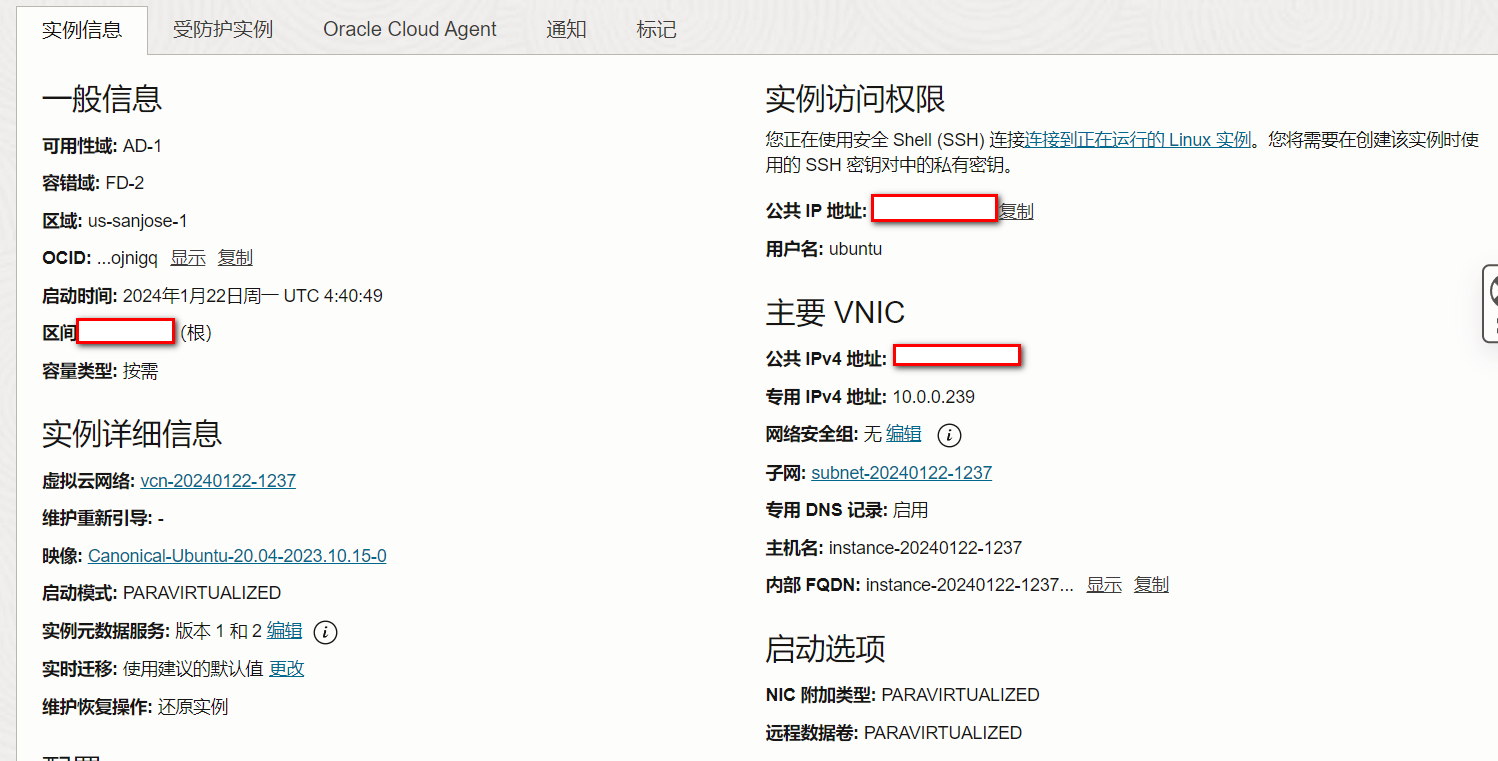 实例信息
受防护实例
Oracle Cloud Agent
通知
标记
一般信息
可用性域: AD-1
容错域: FD-2
区域: us-sanjose-1
OCID: ...ojnigq 显示 复制
启动时间: 2024年1月22日周一 UTC 4:40:49
区间 (根)
容量类型: 按需
实例详细信息
虚拟云网络: vcn-20240122-1237
维护重新引导: -
映像: Canonical-Ubuntu-20.04-2023.10.15-0
启动模式: PARAVIRTUALIZED
实例元数据服务: 版本 1 和 2 编辑
实时迁移: 使用建议的默认值 更改
维护恢复操作: 还原实例
实例访问权限
您正在使用安全 Shell (SSH) 连接连接到正在运行的 Linux 实例。您将需要在创建该实例时使
用的 SSH 密钥对中的私有密钥。
公共 IP 地址: 复制
用户名: ubuntu
主要 VNIC
公共 IPv4 地址:
专用 IPv4 地址: 10.0.0.239
网络安全组: 无 编辑
子网: subnet-20240122-1237
专用 DNS 记录: 启用
主机名: instance-20240122-1237
内部 FQDN: instance-20240122-1237... 显示 复制
启动选项
NIC 附加类型: PARAVIRTUALIZED
远程数据卷: PARAVIRTUALIZED